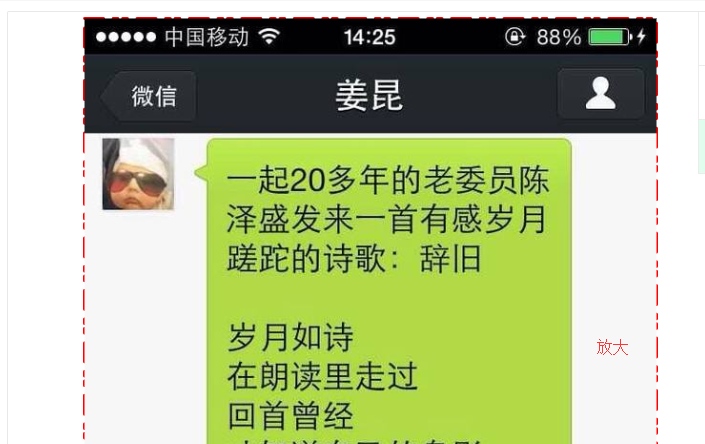 中国移动 14:25 88%
微信 姜昆
一起20多年的老委员陈
泽盛发来一首有感岁月
蹉跎的诗歌：辞旧
岁月如诗
放大
在朗读里走过
回首曾经